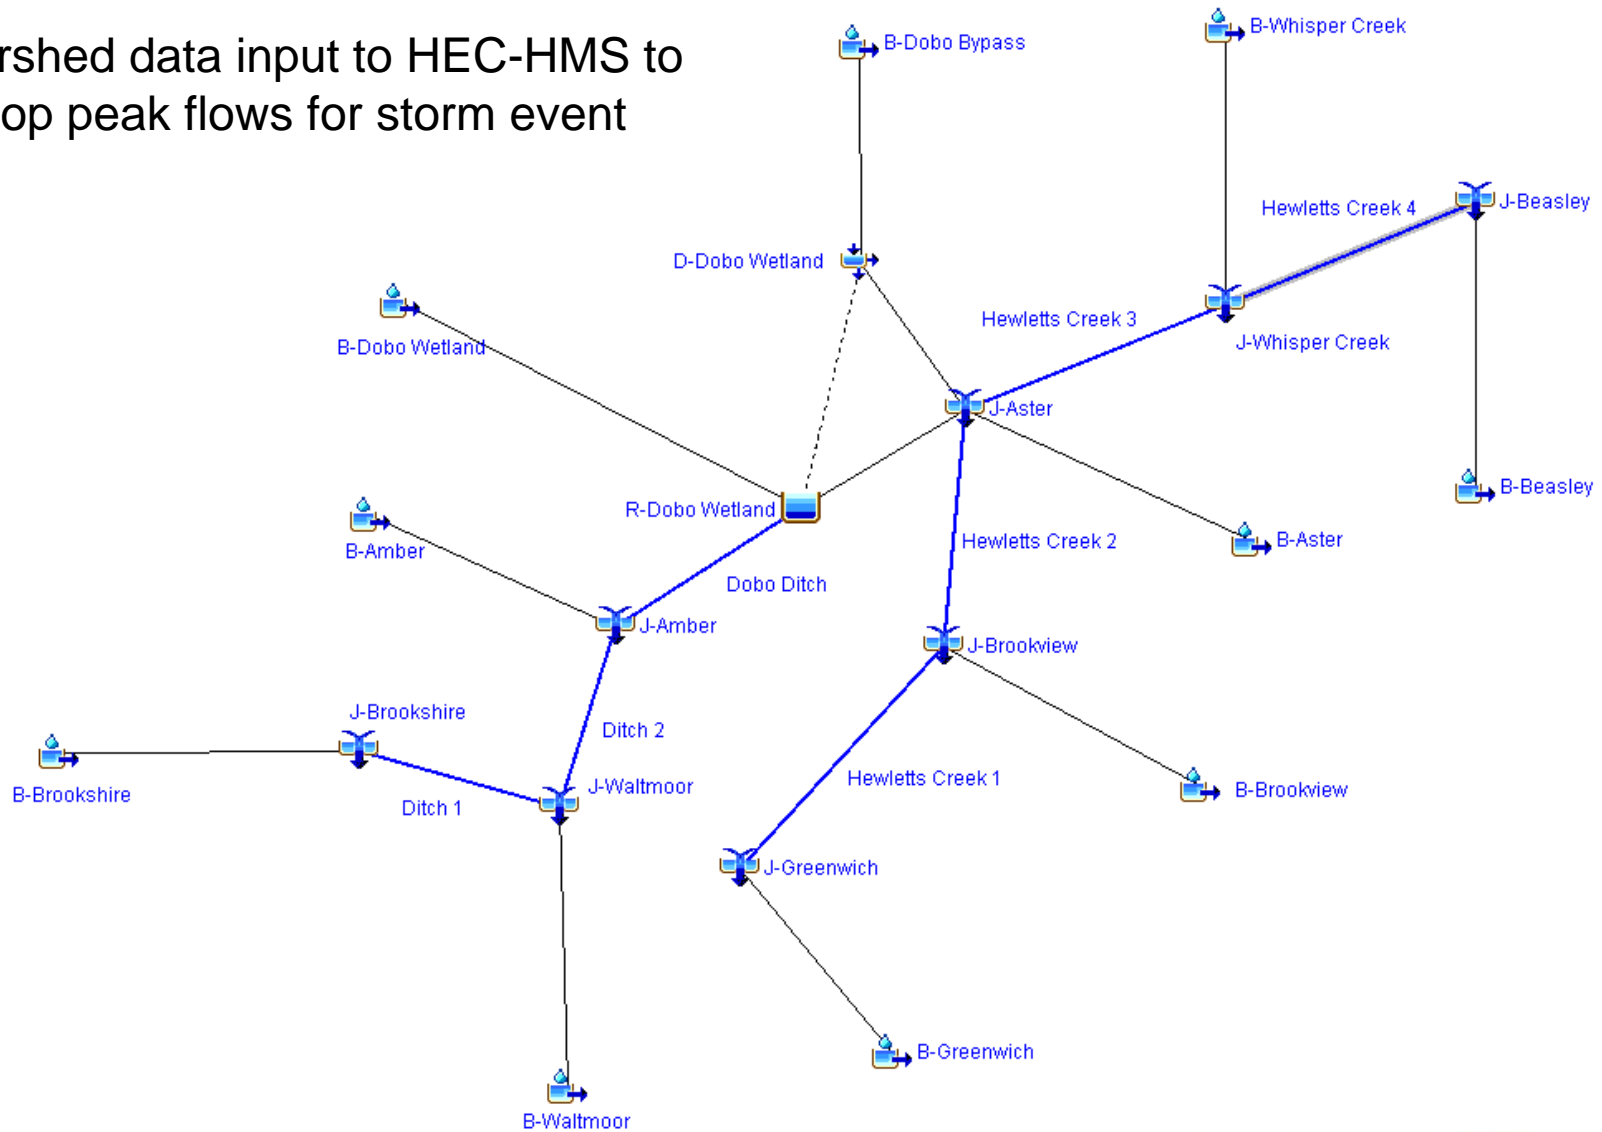 rshed data input to HEC-HMS to
op peak flows for storm event
B-Dobo Bypass
B-Whisper Creek
J-Beasley
Hewletts Creek 4
D-Dobo Wetland
Hewletts Creek 3
J-Whisper Creek
B-Dobo Wetland
J-Aster
B-Beasley
R-Dobo Wetland
B-Aster
Hewletts Creek 2
B-Amber
Dobo Ditch
J-Amber
J-Brookview
J-Brookshire
Ditch 2
Hewletts Creek 1
J-Waltmoor
B-Brookview
B-Brookshire
Ditch 1
J-Greenwich
B-Greenwich
B-Waltmoor